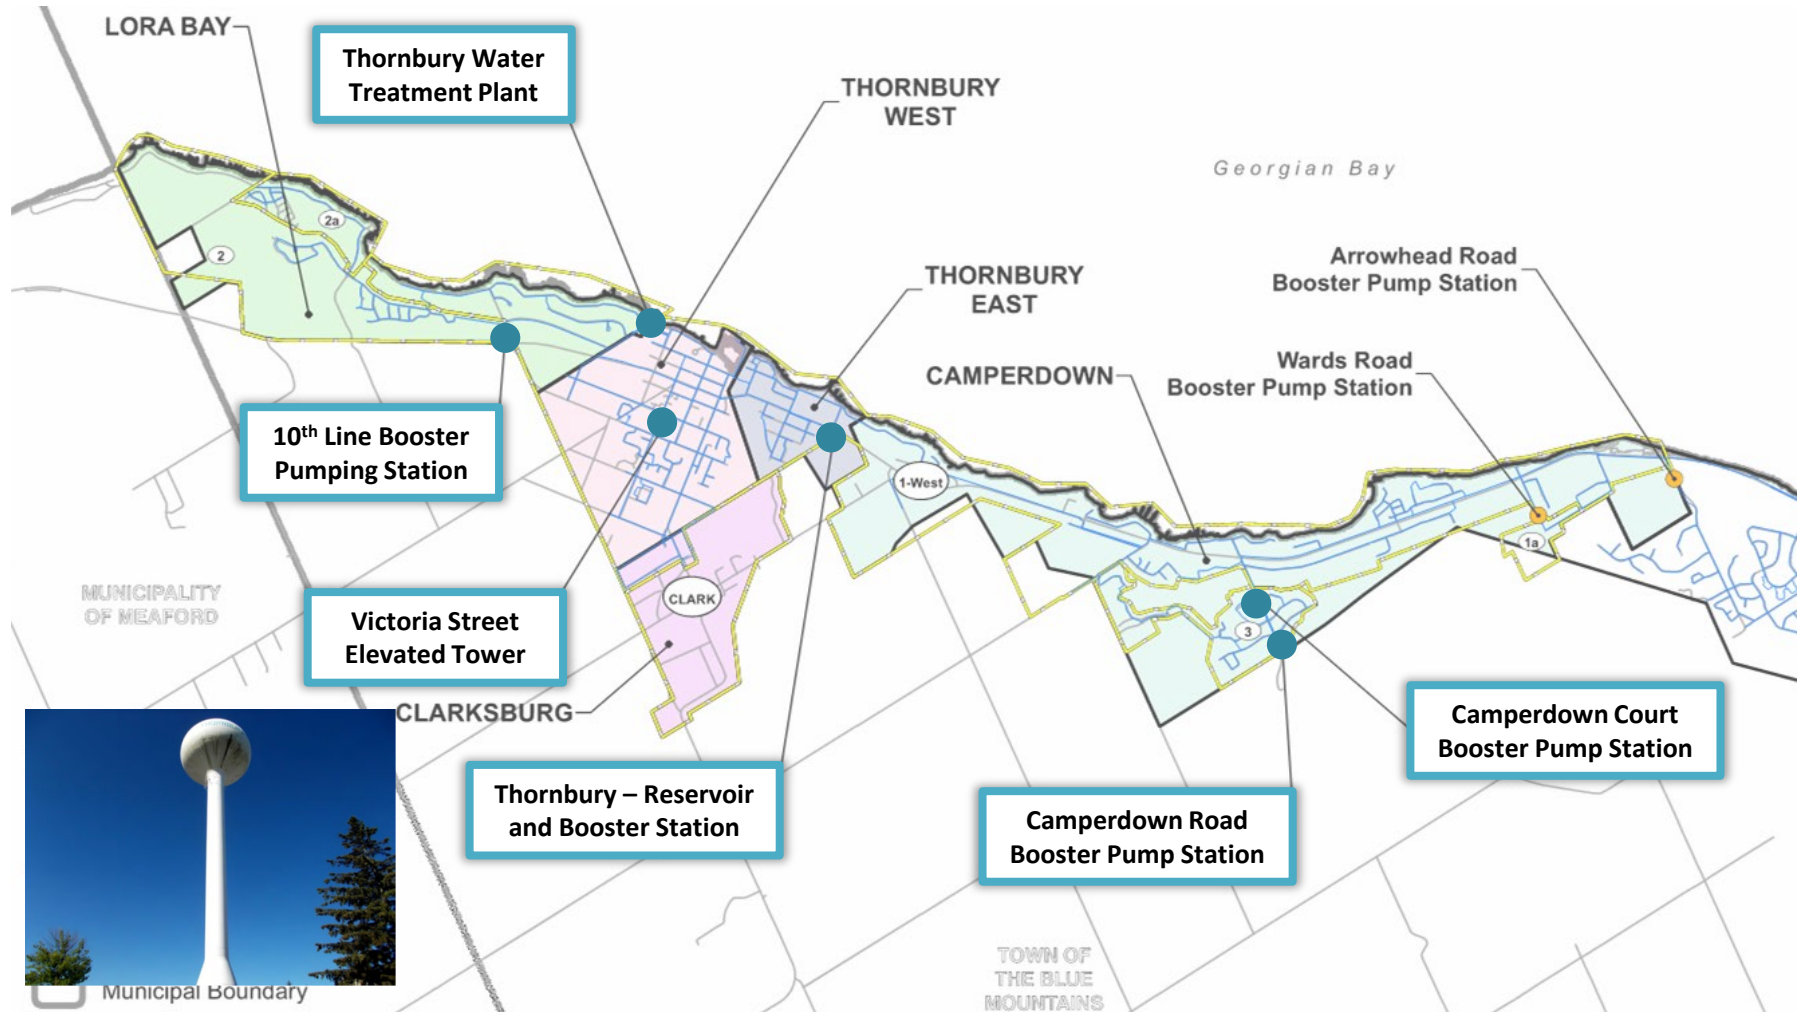 LORA BAY
Thornbury Water
Treatment Plant
THORNBURY
WEST
Georgian Bay
2a
2
THORNBURY
EAST
Arrowhead Road
Booster Pump Station
CAMPERDOWN
Wards Road
Booster Pump Station
10th Line Booster
Pumping Station
1-West
1a
MUNICIPALITY
OF MEAFORD
CLARK
Victoria Street
Elevated Tower
3
CLARKSBURG
Camperdown Court
Booster Pump Station
Thornbury – Reservoir
and Booster Station
Camperdown Road
Booster Pump Station
TOWN OF
THE BLUE
MOUNTAINS
Municipal Boundary